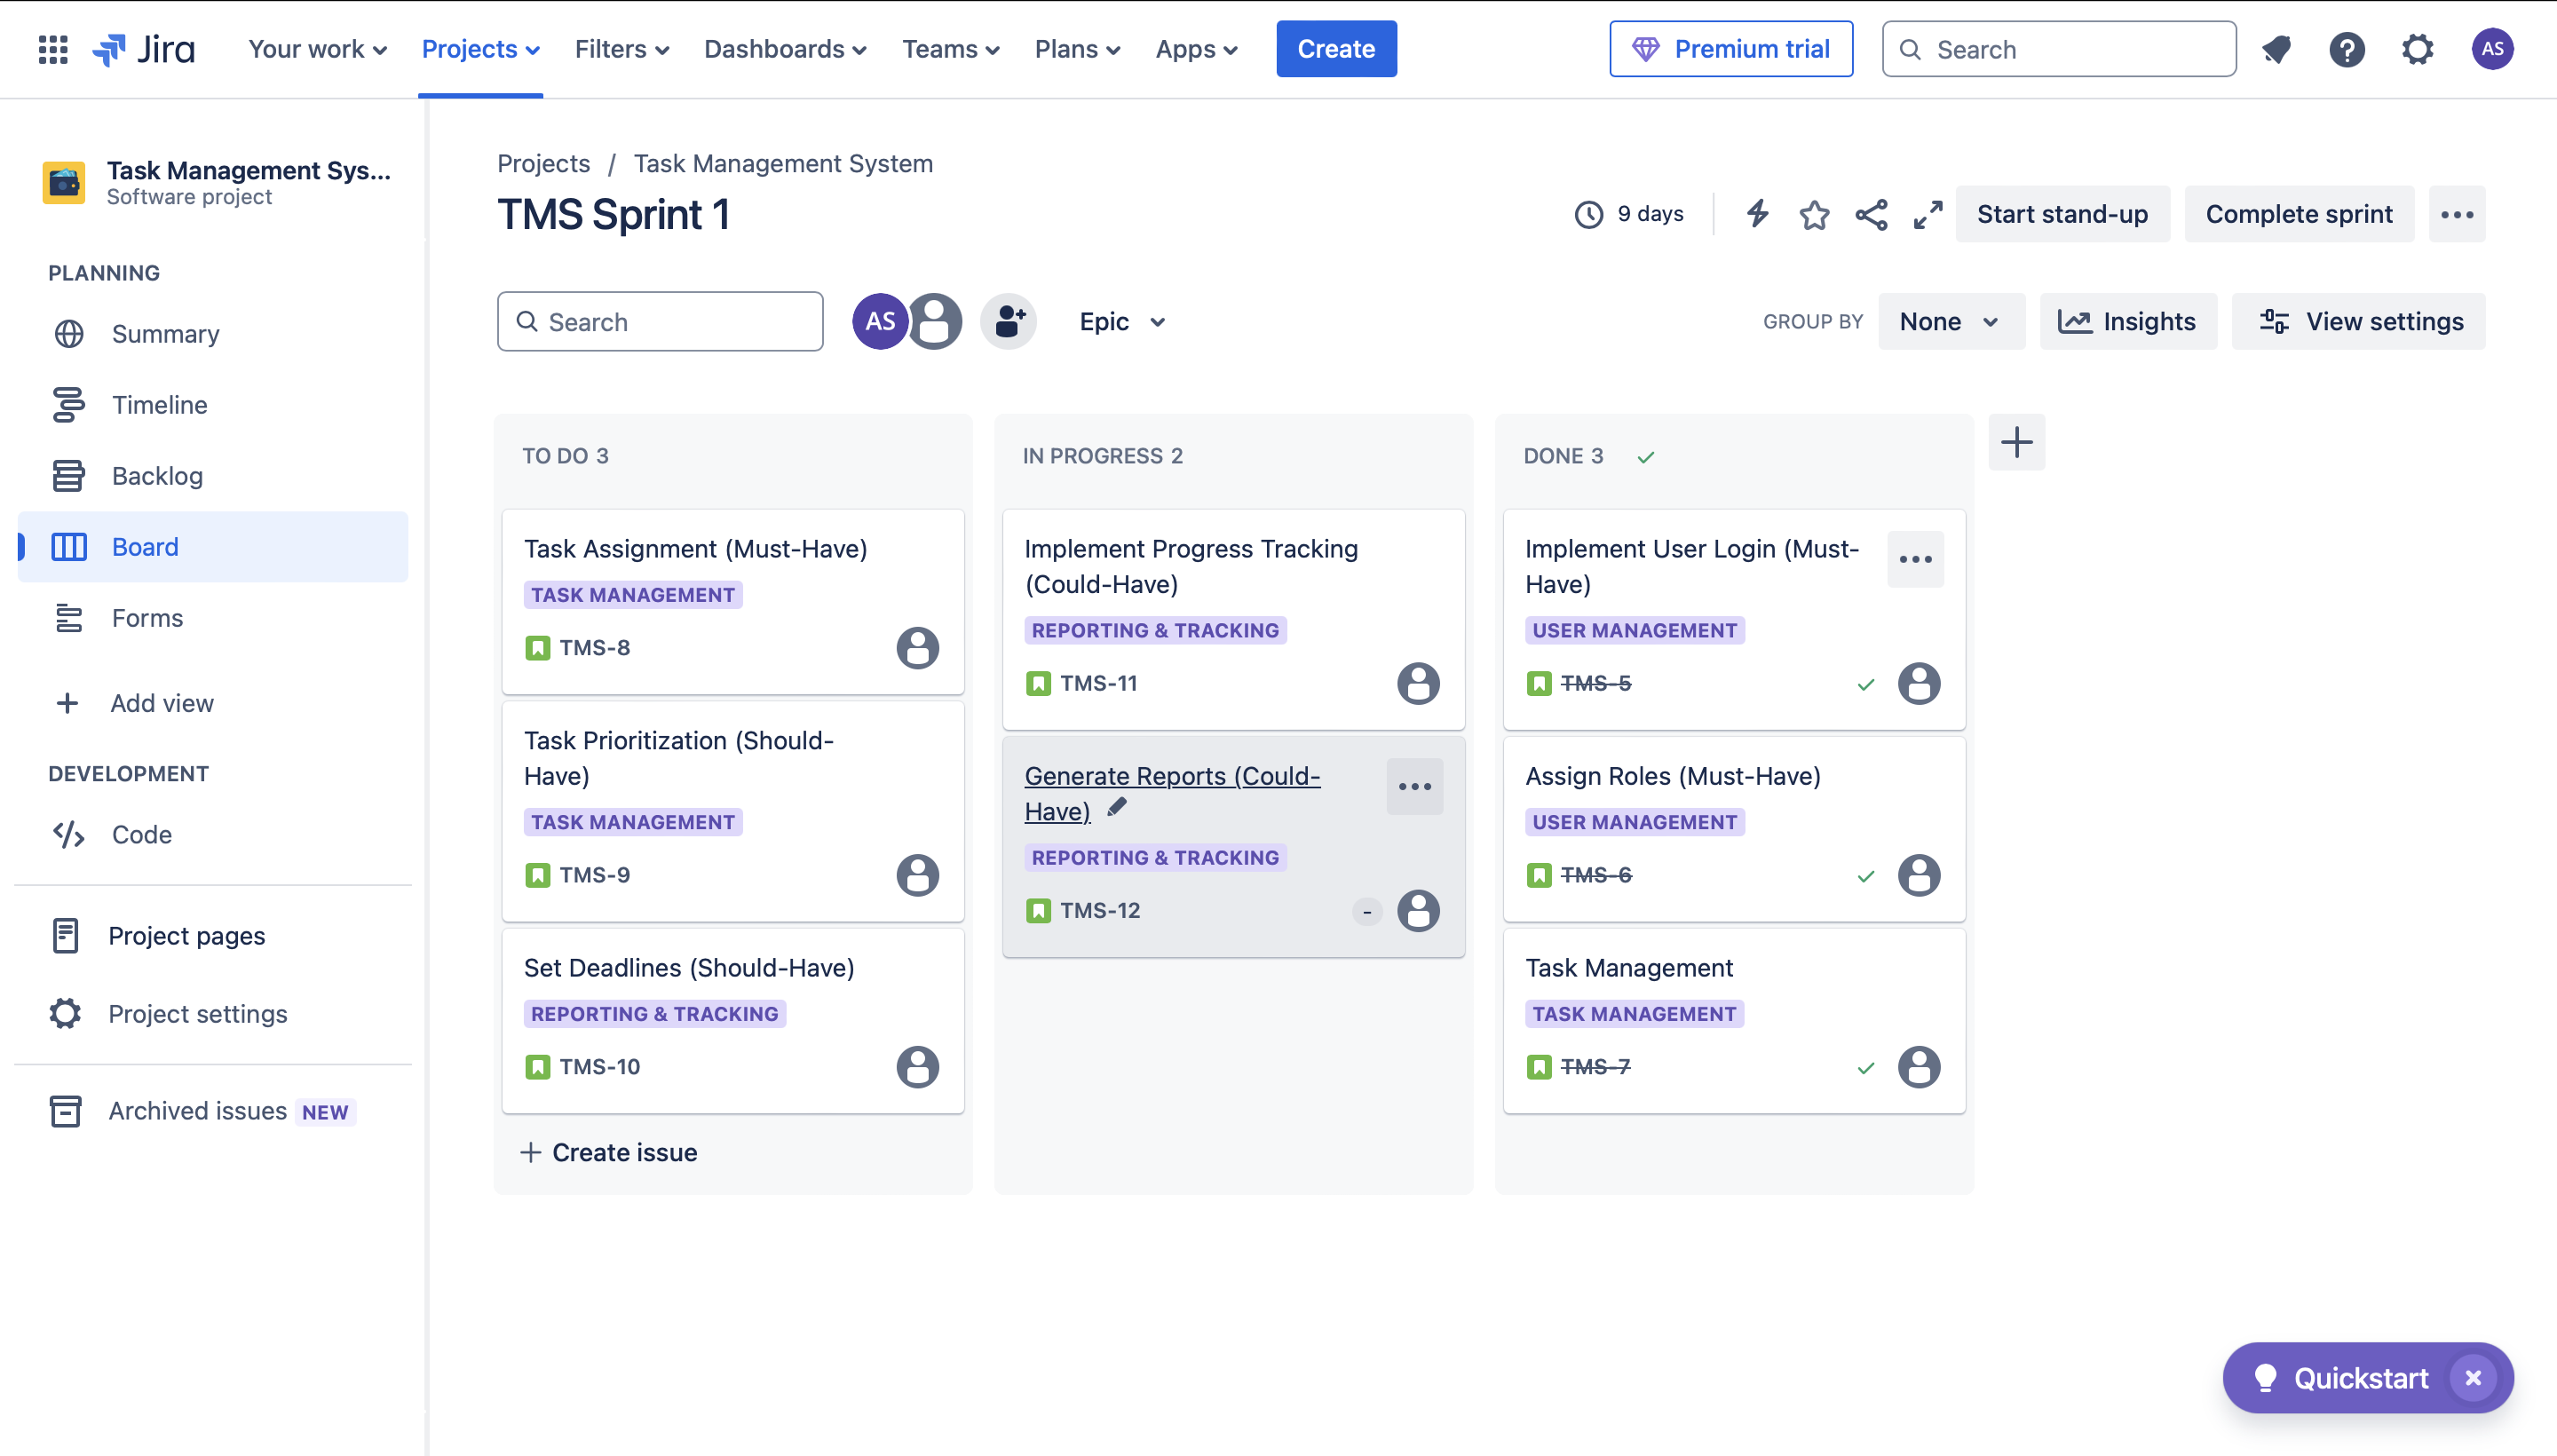 Jira
Your work
Projects
Filters
Dashboards
Teams
Plans
Apps
Create
Premium trial
Search
AS
Task Management Sys...
Software project
PLANNING
Summary
Timeline
Backlog
Board
Forms
Add view
DEVELOPMENT
Code
Project pages
Project settings
Archived issues NEW
Projects / Task Management System
TMS Sprint 1
9 days
Start stand-up
Complete sprint
Search
AS
Epic
GROUP BY
None
Insights
View settings
TO DO 3
Task Assignment (Must-Have)
TASK MANAGEMENT
TMS-8
Task Prioritization (Should-
Have)
TASK MANAGEMENT
TMS-9
Set Deadlines (Should-Have)
REPORTING & TRACKING
TMS-10
+ Create issue
IN PROGRESS 2
Implement Progress Tracking
(Could-Have)
REPORTING & TRACKING
TMS-11
Generate Reports (Could-
Have)
REPORTING & TRACKING
TMS-12
-
DONE 3
Implement User Login (Must-
Have)
USER MANAGEMENT
TMS-5
Assign Roles (Must-Have)
USER MANAGEMENT
TMS-6
Task Management
TASK MANAGEMENT
TMS-7
Quickstart